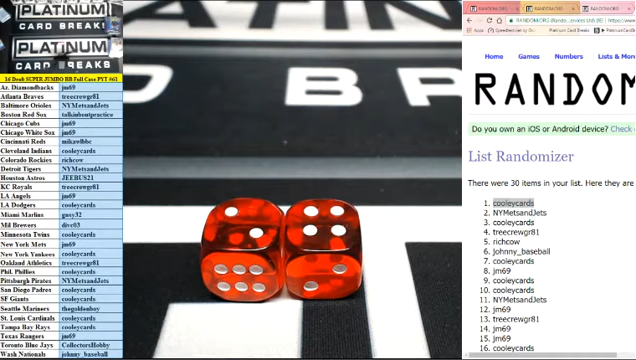 PLATINUM
CARD BREAKS
PLATINUM
CARD BREAKS
16 Draft SUPER JUMBO BB Full Case PYT #61
Az. Diamondbacks jm69
Atlanta Braves treecrewgr81
Baltimore Orioles NYMetsandJets
Boston Red Sox talkinboutpractice
Chicago Cubs jm69
Chicago White Sox jm69
Cincinnati Reds mikawlbbc
Cleveland Indians cooleycards
Colorado Rockies richcow
Detroit Tigers NYMetsandJets
Houston Astros JEEBUS21
KC Royals treecrewgr81
LA Angels jm69
LA Dodgers cooleycards
Miami Marlins gnsy32
Mil Brewers divc03
Minnesota Twins cooleycards
New York Mets jm69
New York Yankees cooleycards
Oakland Athletics treecrewgr81
Phil. Phillies cooleycards
Pittsburgh Pirates NYMetsandJets
San Diego Padres cooleycards
SF Giants cooleycards
Seattle Mariners thegoldenboy
St. Louis Cardinals cooleycards
Tampa Bay Rays cooleycards
Texas Rangers jm69
Toronto Blue Jays CollectorsHobby
Wash Nationals johnny_baseball
PLATINUM
D BR
Home Games Numbers Lists & More
RANDOM
Do you own an iOS or Android device? Check
List Randomizer
There were 30 items in your list. Here they are
1. cooleycards
2. NYMetsandJets
3. cooleycards
4. treecrewgr81
5. richcow
6. Johnny_baseball
7. cooleycards
8. jm69
9. cooleycards
10. cooleycards
11. NYMetsandJets
12. jm69
13. treecrewgr81
14. jm69
15. jm69
16. cooleycards